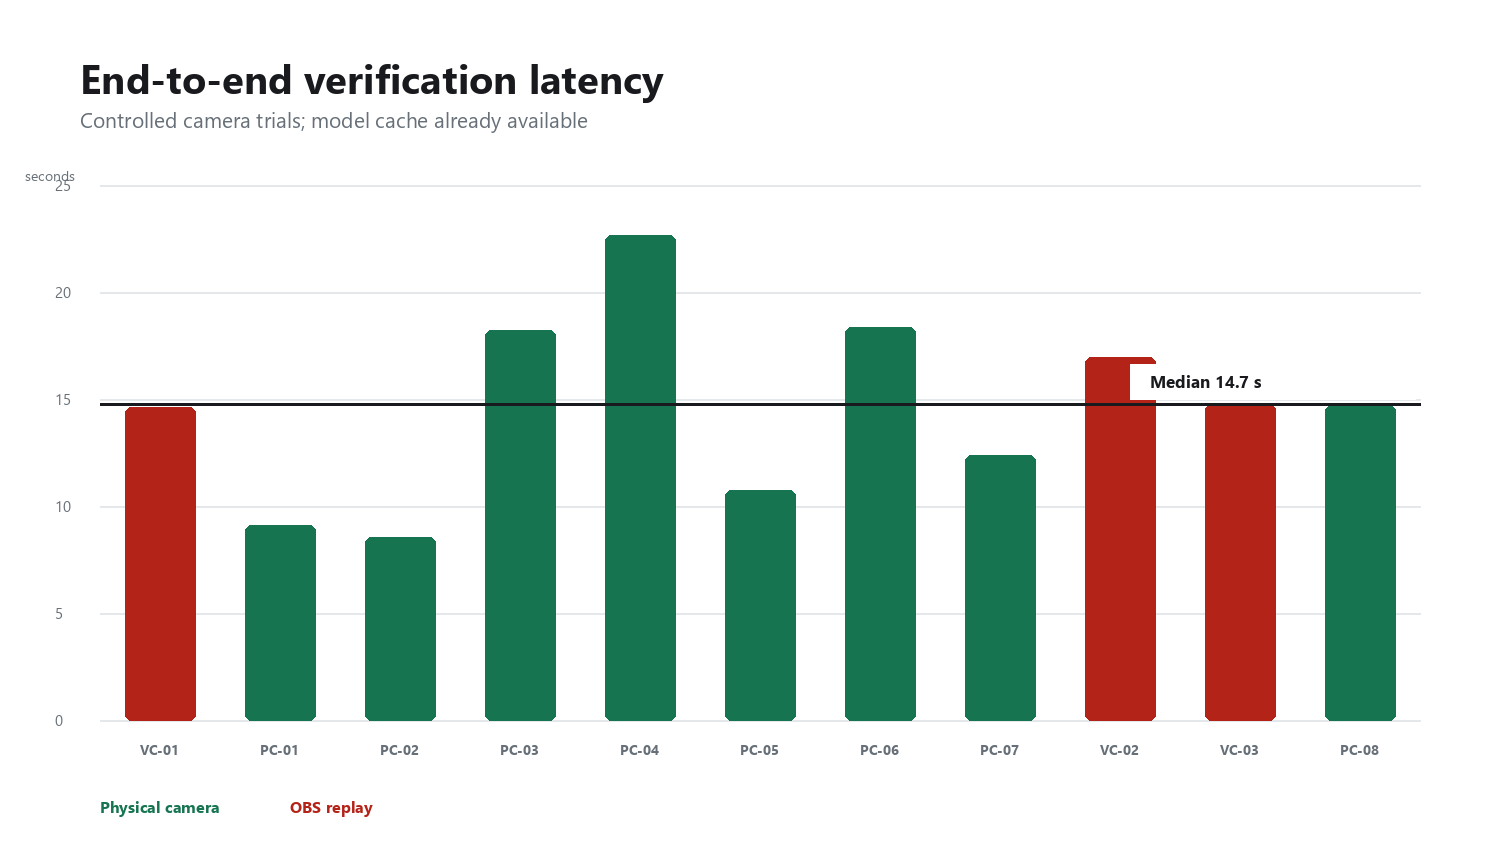 End-to-end verification latency
Controlled camera trials; model cache already available
seconds
25
20
15
10
5
0
Median 14.7 s
VC-01 PC-01 PC-02 PC-03 PC-04 PC-05 PC-06 PC-07 VC-02 VC-03 PC-08
Physical camera OBS replay